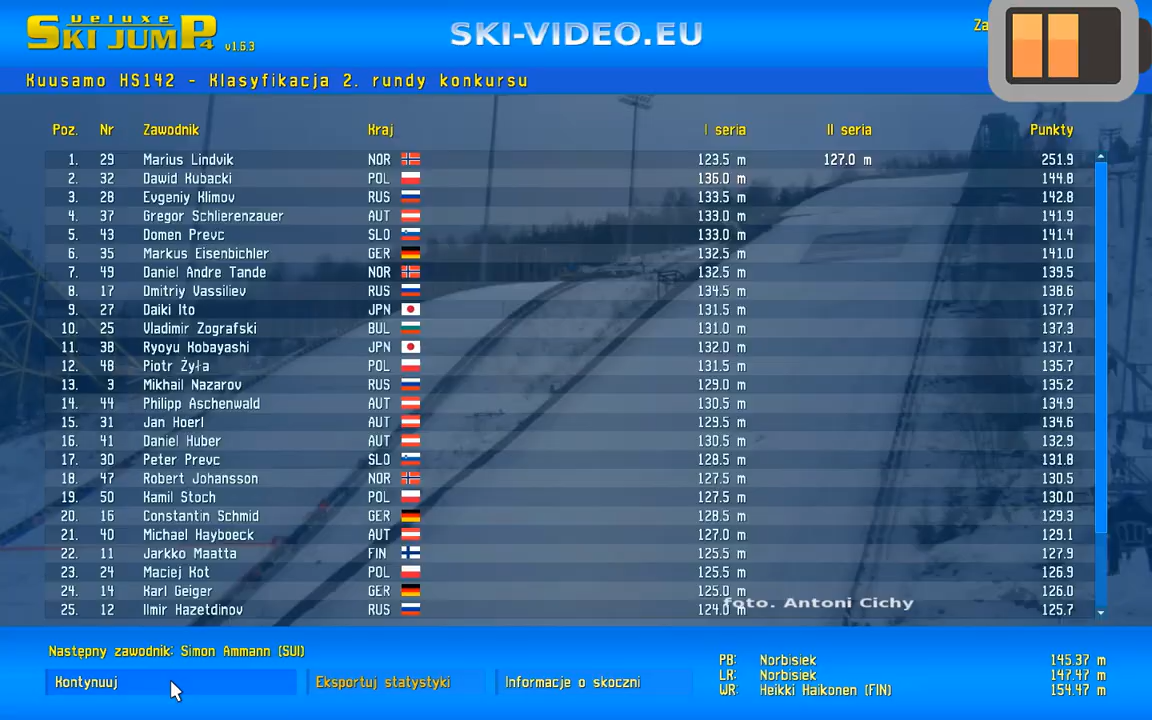 Deluxe
SKI JUMP 4 v1.6.3
SKI-VIDEO.EU
Za
Kuusamo HS142 - Klasyfikacja 2. rundy konkursu
Poz. Nr Zawodnik Kraj I seria II seria Punkty
1. 29 Marius Lindvik NOR 123.5 m 127.0 m 251.9
2. 32 Dawid Kubacki POL 136.0 m 144.8
3. 28 Evgeniy Klimov RUS 133.5 m 142.8
4. 37 Gregor Schlierenzauer AUT 133.0 m 141.9
5. 43 Domen Prevc SLO 133.0 m 141.4
6. 35 Markus Eisenbichler GER 132.5 m 141.0
7. 49 Daniel Andre Tande NOR 132.5 m 139.5
8. 17 Dmitriy Vassiliev RUS 134.5 m 138.6
9. 27 Daiki Ito JPN 131.5 m 137.7
10. 25 Vladimir Zografski BUL 131.0 m 137.3
11. 38 Ryoyu Kobayashi JPN 132.0 m 137.1
12. 48 Piotr Żyła POL 131.5 m 135.7
13. 3 Mikhail Nazarov RUS 129.0 m 135.2
14. 44 Philipp Aschenwald AUT 130.5 m 134.9
15. 31 Jan Hoerl AUT 129.5 m 134.6
16. 41 Daniel Huber AUT 130.5 m 132.9
17. 30 Peter Prevc SLO 128.5 m 131.8
18. 47 Robert Johansson NOR 127.5 m 130.5
19. 50 Kamil Stoch POL 127.5 m 130.0
20. 16 Constantin Schmid GER 128.5 m 129.3
21. 40 Michael Hayboeck AUT 127.0 m 129.1
22. 11 Jarkko Maatta FIN 125.5 m 127.9
23. 24 Maciej Kot POL 125.5 m 126.9
24. 14 Karl Geiger GER 125.0 m 126.0
25. 12 Ilmir Hazetdinov RUS 124.0 m 125.7
foto. Antoni Cichy
Następny zawodnik: Simon Ammann (SUI)
Kontynuuj Eksportuj statystyki Informacje o skoczni
PB: Norbisiek 145.37 m
LR: Norbisiek 147.47 m
WR: Heikki Haikonen (FIN) 154.47 m